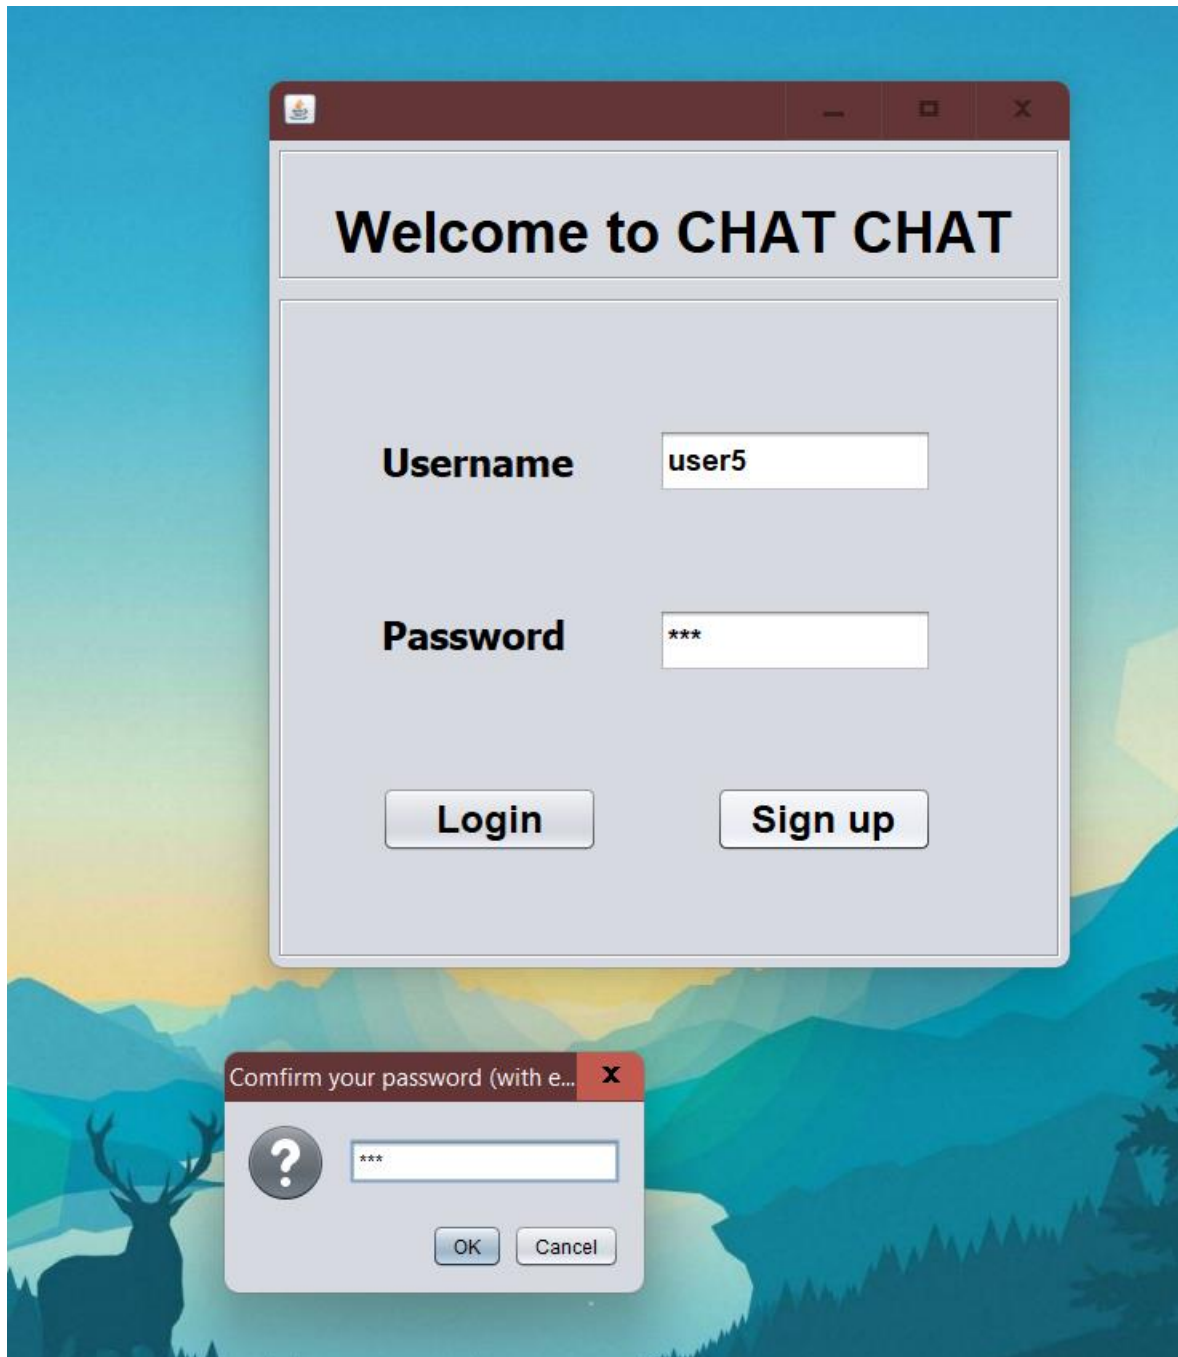 Welcome to CHAT CHAT
Username
user5
Password
***
Login
Sign up
Comfirm your password (with e...
***
OK
Cancel